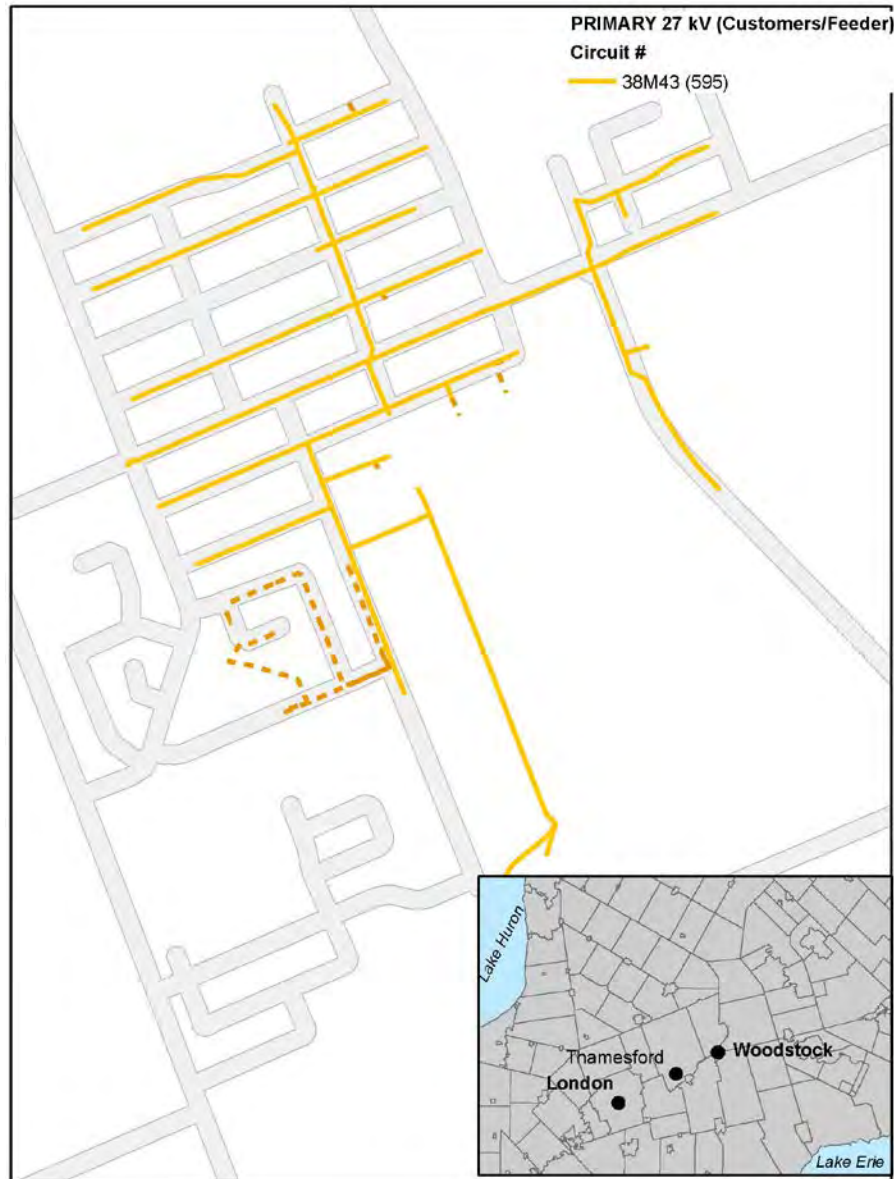 PRIMARY 27 kV (Customers/Feeder)
Circuit #
38M43 (595)
Lake Huron
Thamesford
Woodstock
London
Lake Erie